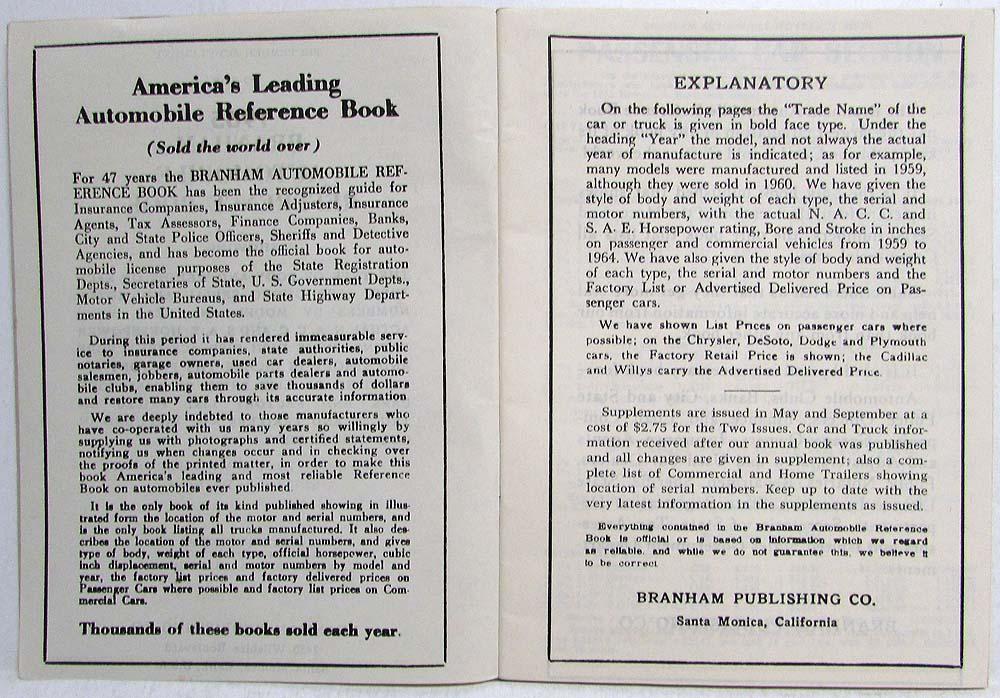 America's Leading
Automobile Reference Book
(Sold the world over)
For 47 years the BRANHAM AUTOMOBILE REF-
ERENCE BOOK has been the recognized guide for
Insurance Companies, Insurance Adjusters, Insurance
Agents, Tax Assessors, Finance Companies, Banks,
City and State Police Officers, Sheriffs and Detective
Agencies, and has become the official book for auto-
mobile license purposes of the State Registration
Depts., Secretaries of State, U. S. Government Depts.,
Motor Vehicle Bureaus, and State Highway Depart-
ments in the United States.
During this period it has rendered immeasurable serv-
ice to insurance companies, state authorities, public
notaries, garage owners, used car dealers, automobile
salesmen, jobbers, automobile parts dealers and automo-
bile clubs, enabling them to save thousands of dollars
and restore many cars through its accurate information
We are deeply indebted to those manufacturers who
have co-operated with us many years so willingly by
supplying us with photographs and certified statements,
notifying us when changes occur and in checking over
the proofs of the printed matter, in order to make this
book America's leading and most reliable Reference
Book on automobiles ever published
It is the only book of its kind published showing in illus-
trated form the location of the motor and serial numbers, and
is the only book listing all trucks manufactured. It also des-
cribes the location of the motor and serial numbers, and gives
type of body, weight of each type, official horsepower, cubic
inch displacement, serial and motor numbers by model and
year, the factory list prices and factory delivered prices on
Passenger Cars where possible and factory list prices on Com-
mercial Cars.
Thousands of these books sold each year.
EXPLANATORY
On the following pages the "Trade Name" of the
car or truck is given in bold face type. Under the
heading "Year" the model, and not always the actual
year of manufacture is indicated; as for example,
many models were manufactured and listed in 1959,
although they were sold in 1960. We have given the
style of body and weight of each type, the serial and
motor numbers, with the actual N. A. C. C. and
S. A. E. Horsepower rating, Bore and Stroke in inches
on passenger and commercial vehicles from 1959 to
1964. We have also given the style of body and weight
of each type, the serial and motor numbers and the
Factory List or Advertised Delivered Price on Pas-
senger cars.
We have shown List Prices on passenger cars where
possible; on the Chrysler, DeSoto, Dodge and Plymouth
cars, the Factory Retail Price is shown; the Cadillac
and Willys carry the Advertised Delivered Price.
Supplements are issued in May and September at a
cost of $2.75 for the Two Issues. Car and Truck infor-
mation received after our annual book was published
and all changes are given in supplement; also a com-
plete list of Commercial and Home Trailers showing
location of serial numbers. Keep up to date with the
very latest information in the supplements as issued.
Everything contained in the Branham Automobile Reference
Book is official or is based on information which we regard
as reliable, and while we do not guarantee this, we believe it
to be correct
BRANHAM PUBLISHING CO.
Santa Monica, California